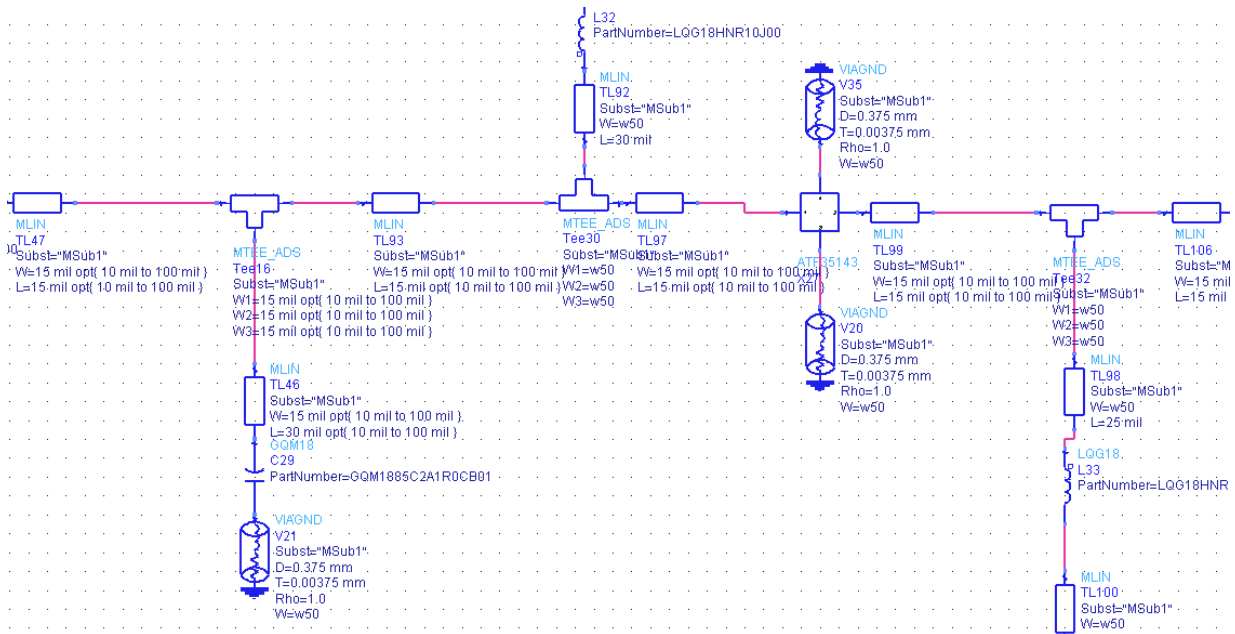 L32
PartNumber=LQG18HNR10J00
MLIN
TL92
Subst="MSub1"
W=w50
L=30 mil
VIAGND
V35
Subst="MSub1"
D=0.375 mm
T=0.00375 mm
Rho=1.0
W=w50
MLIN
TL47
Subst="MSub1"
W=15 mil opt{ 10 mil to 100 mil }
L=15 mil opt{ 10 mil to 100 mil }
MTEE_ADS
Tee16
Subst="MSub1"
W1=15 mil opt{ 10 mil to 100 mil }
W2=15 mil opt{ 10 mil to 100 mil }
W3=15 mil opt{ 10 mil to 100 mil }
MLIN
TL93
Subst="MSub1"
W=15 mil opt{ 10 mil to 100 mil }
L=15 mil opt{ 10 mil to 100 mil }
MTEE_ADS
Tee30
Subst="MSub1"
W1=w50
W2=w50
W3=w50
MLIN
TL97
Subst="MSub1"
W=15 mil opt{ 10 mil to 100 mil }
L=15 mil opt{ 10 mil to 100 mil }
ATF35143
MLIN
TL99
Subst="MSub1"
W=15 mil opt{ 10 mil to 100 mil }
L=15 mil opt{ 10 mil to 100 mil }
MTEE_ADS
Tee32
Subst="MSub1"
W1=w50
W2=w50
W3=w50
MLIN
TL106
Subst="M
W=15 mil
L=15 mil
VIAGND
V20
Subst="MSub1"
D=0.375 mm
T=0.00375 mm
Rho=1.0
W=w50
MLIN
TL46
Subst="MSub1"
W=15 mil opt{ 10 mil to 100 mil }
L=30 mil opt{ 10 mil to 100 mil }
GQM18
C29
PartNumber=GQM1885C2A1R0CB01
VIAGND
V21
Subst="MSub1"
D=0.375 mm
T=0.00375 mm
Rho=1.0
W=w50
MLIN
TL98
Subst="MSub1"
W=w50
L=25 mil
LQG18
L33
PartNumber=LQG18HNR
MLIN
TL100
Subst="MSub1"
W=w50